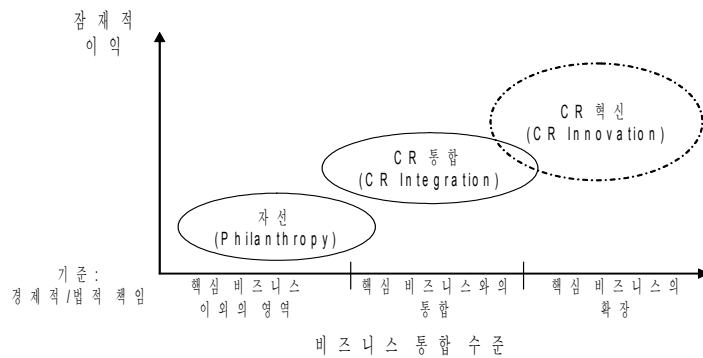 잠재적
이익
CR 혁신
(CR Innovation)
CR 통합
(CR Integration)
자선
(Philanthropy)
기준:
경제적/법적 책임
핵심 비즈니스
이외의 영역
핵심 비즈니스와의
통합
핵심 비즈니스의
확장
비즈니스 통합 수준